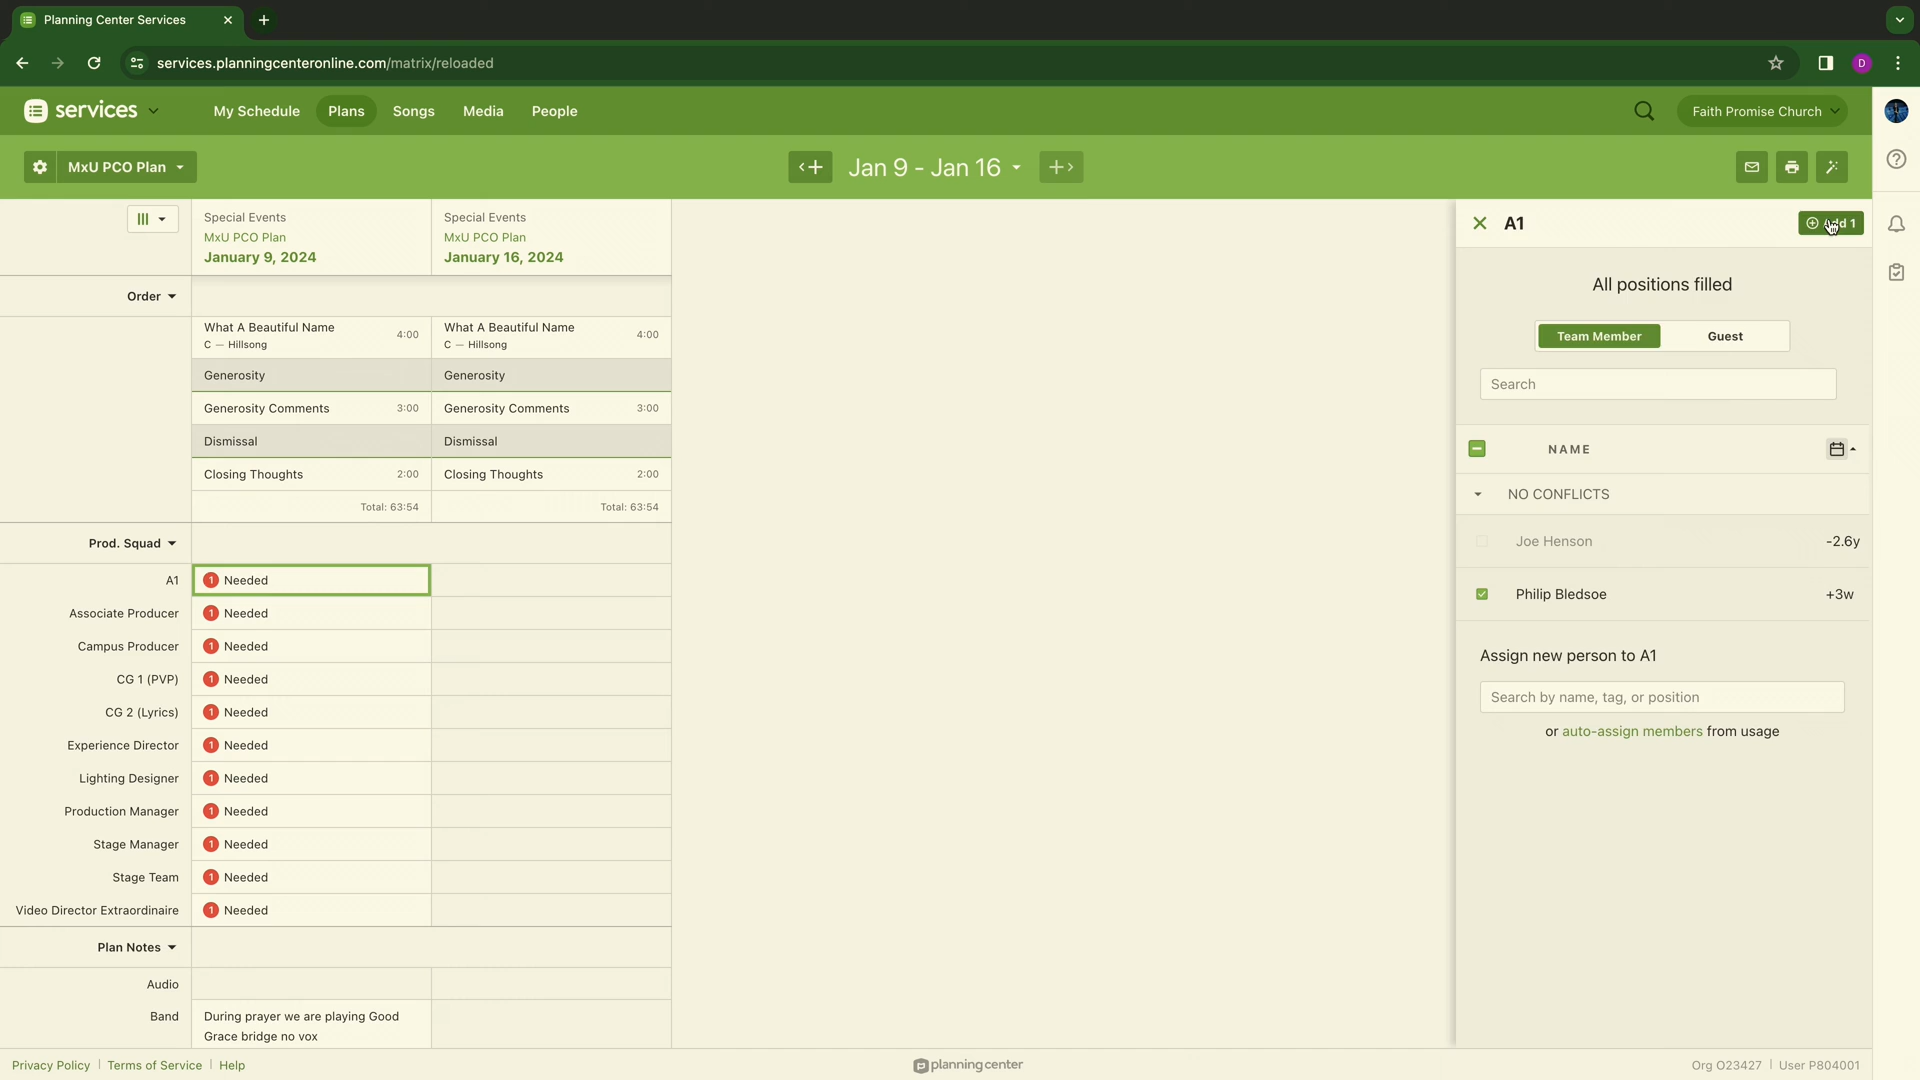 Planning Center Services
services.planningcenteronline.com/matrix/reloaded
D
services
My Schedule
Plans
Songs
Media
People
Faith Promise Church
MxU PCO Plan
Jan 9 - Jan 16
Special Events
MxU PCO Plan
January 9, 2024
Special Events
MxU PCO Plan
January 16, 2024
Order
What A Beautiful Name 4:00
C — Hillsong
What A Beautiful Name 4:00
C — Hillsong
Generosity
Generosity
Generosity Comments 3:00
Generosity Comments 3:00
Dismissal
Dismissal
Closing Thoughts 2:00
Closing Thoughts 2:00
Total: 63:54
Total: 63:54
Prod. Squad
A1 1 Needed
Associate Producer 1 Needed
Campus Producer 1 Needed
CG 1 (PVP) 1 Needed
CG 2 (Lyrics) 1 Needed
Experience Director 1 Needed
Lighting Designer 1 Needed
Production Manager 1 Needed
Stage Manager 1 Needed
Stage Team 1 Needed
Video Director Extraordinaire 1 Needed
Plan Notes
Audio
Band During prayer we are playing Good
Grace bridge no vox
A1
1
All positions filled
Team Member
Guest
Search
NAME
NO CONFLICTS
Joe Henson -2.6y
Philip Bledsoe +3w
Assign new person to A1
Search by name, tag, or position
or auto-assign members from usage
Privacy Policy
Terms of Service
Help
planning center
Org O23427
User P804001